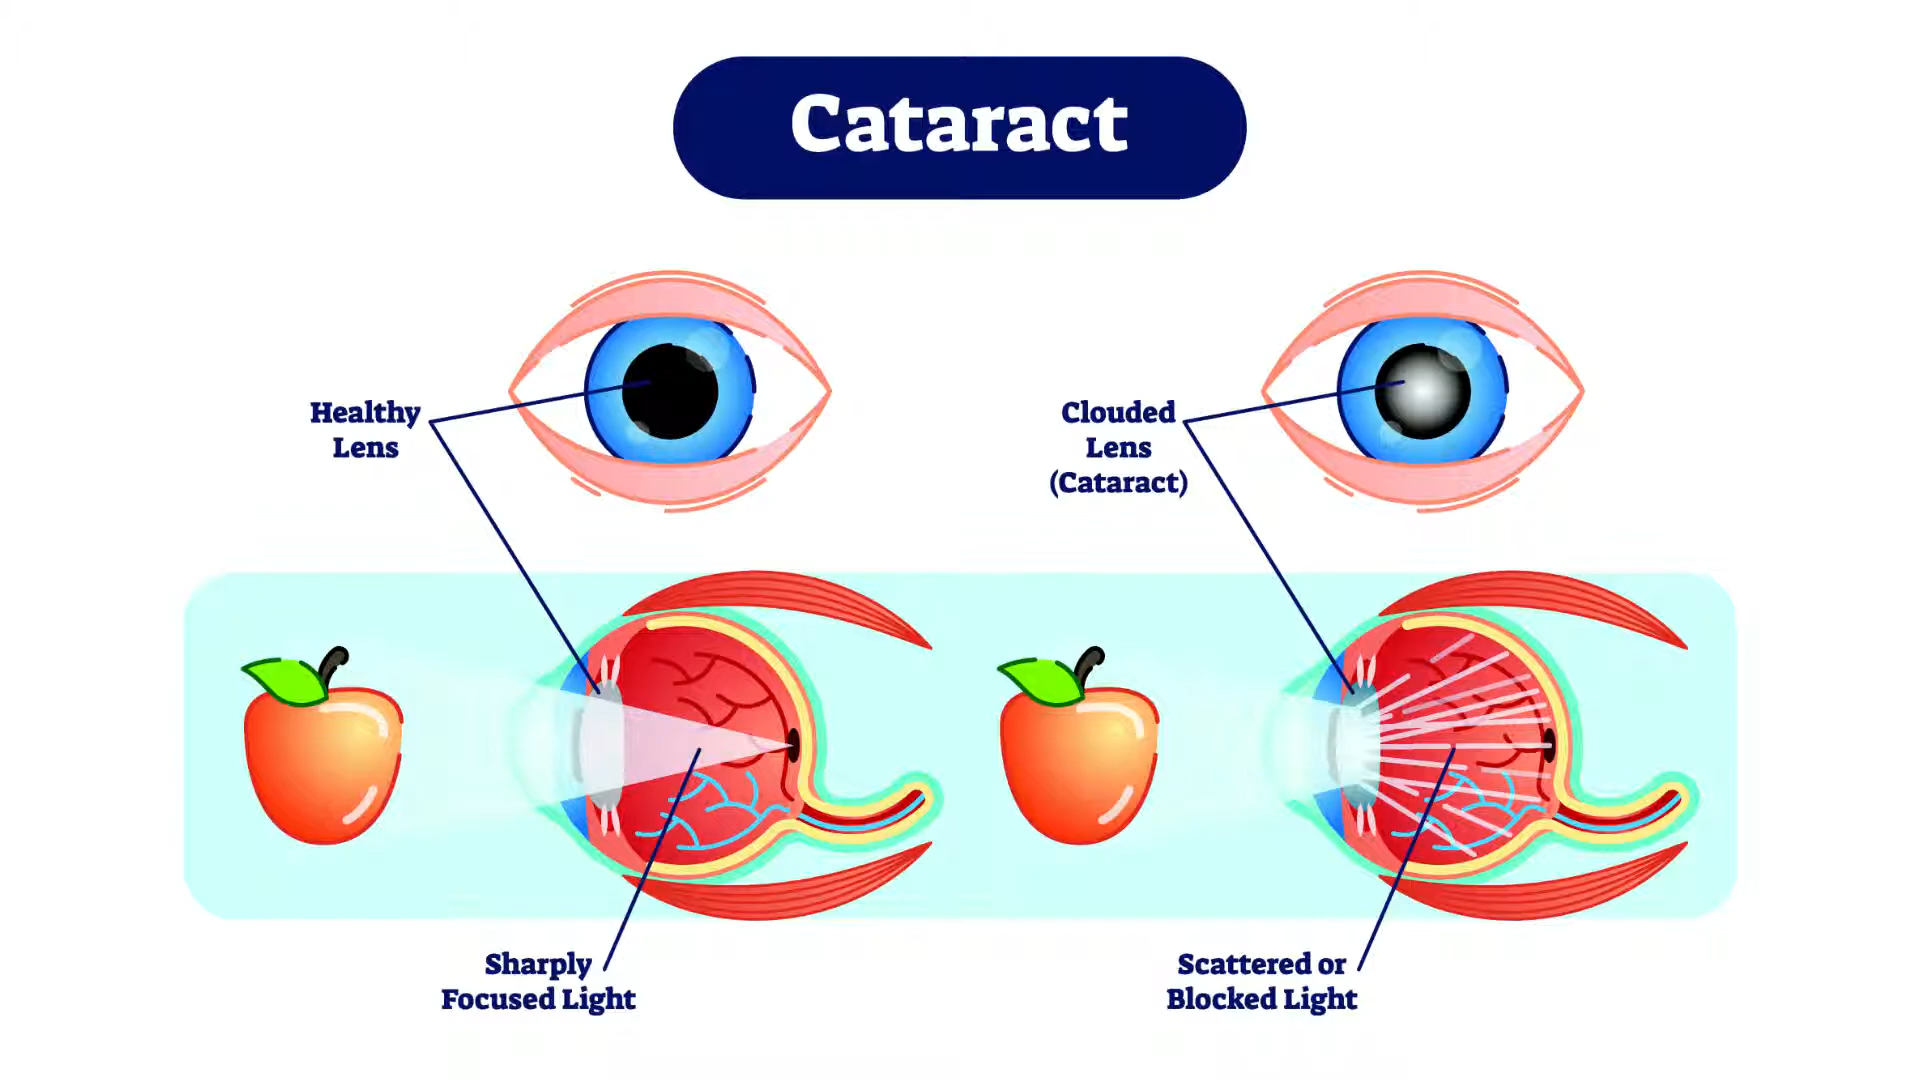 Cataract
Healthy
Lens
Clouded
Lens
(Cataract)
Sharply
Focused Light
Scattered or
Blocked Light